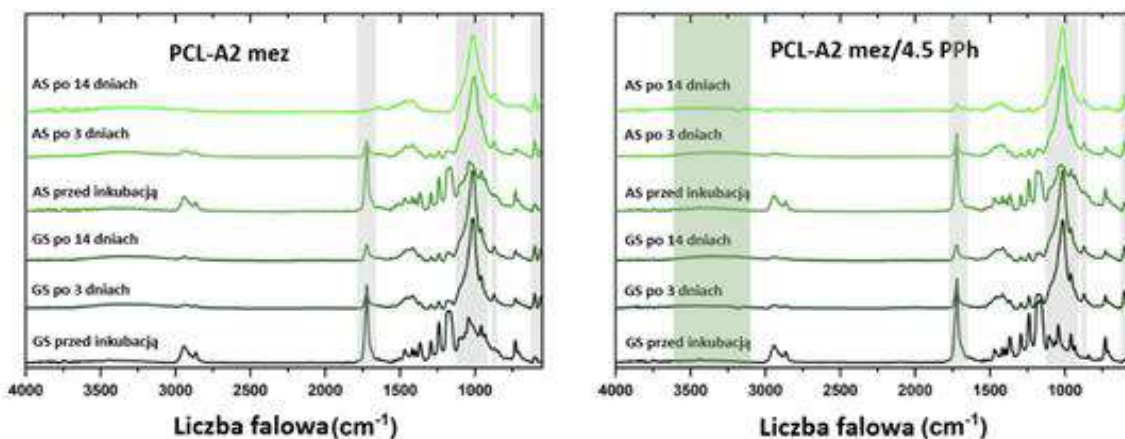 PCL-A2 mez
AS po 14 dniach
AS po 3 dniach
AS przed inkubacją
GS po 14 dniach
GS po 3 dniach
GS przed inkubacją
4000 3500 3000 2500 2000 1500 1000
Liczba falowa (cm⁻¹)
PCL-A2 mez/4.5 PPh
AS po 14 dniach
AS po 3 dniach
AS przed inkubacją
GS po 14 dniach
GS po 3 dniach
GS przed inkubacją
4000 3500 3000 2500 2000 1500 1000
Liczba falowa (cm⁻¹)